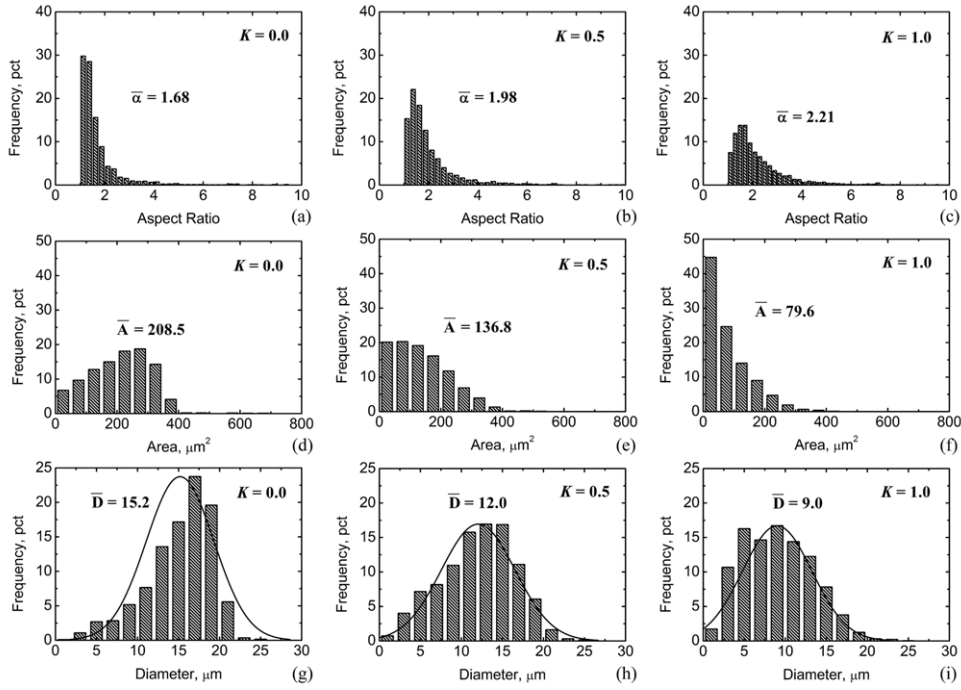 40
30
20
10
0
Frequency, pct
K = 0.0
α = 1.68
0 2 4 6 8 10
Aspect Ratio
(a)
40
30
20
10
0
Frequency, pct
K = 0.5
α = 1.98
0 2 4 6 8 10
Aspect Ratio
(b)
40
30
20
10
0
Frequency, pct
K = 1.0
α = 2.21
0 2 4 6 8 10
Aspect Ratio
(c)
50
40
30
20
10
0
Frequency, pct
K = 0.0
A = 208.5
0 200 400 600 800
Area, μm²
(d)
50
40
30
20
10
0
Frequency, pct
K = 0.5
A = 136.8
0 200 400 600 800
Area, μm²
(e)
50
40
30
20
10
0
Frequency, pct
K = 1.0
A = 79.6
0 200 400 600 800
Area, μm²
(f)
25
20
15
10
5
0
Frequency, pct
D = 15.2
K = 0.0
0 5 10 15 20 25 30
Diameter, μm
(g)
25
20
15
10
5
0
Frequency, pct
D = 12.0
K = 0.5
0 5 10 15 20 25 30
Diameter, μm
(h)
25
20
15
10
5
0
Frequency, pct
D = 9.0
K = 1.0
0 5 10 15 20 25 30
Diameter, μm
(i)